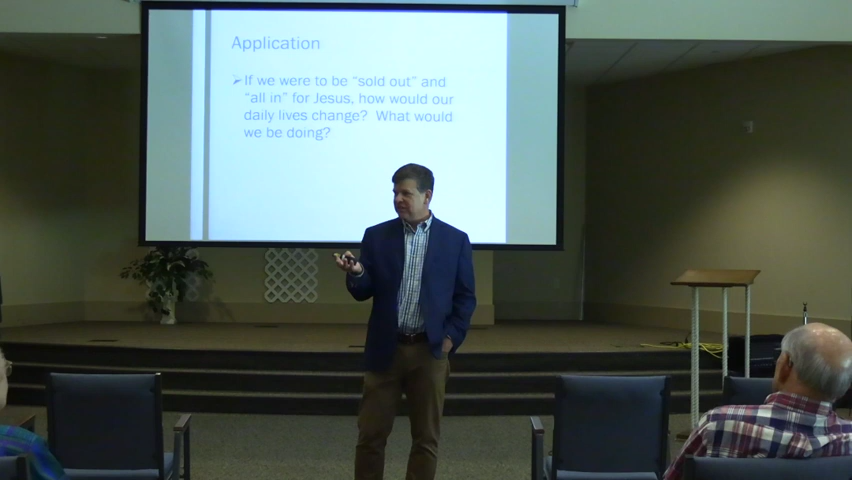 Application
➢If we were to be “sold out” and
“all in” for Jesus, how would our
daily lives change?  What would
we be doing?